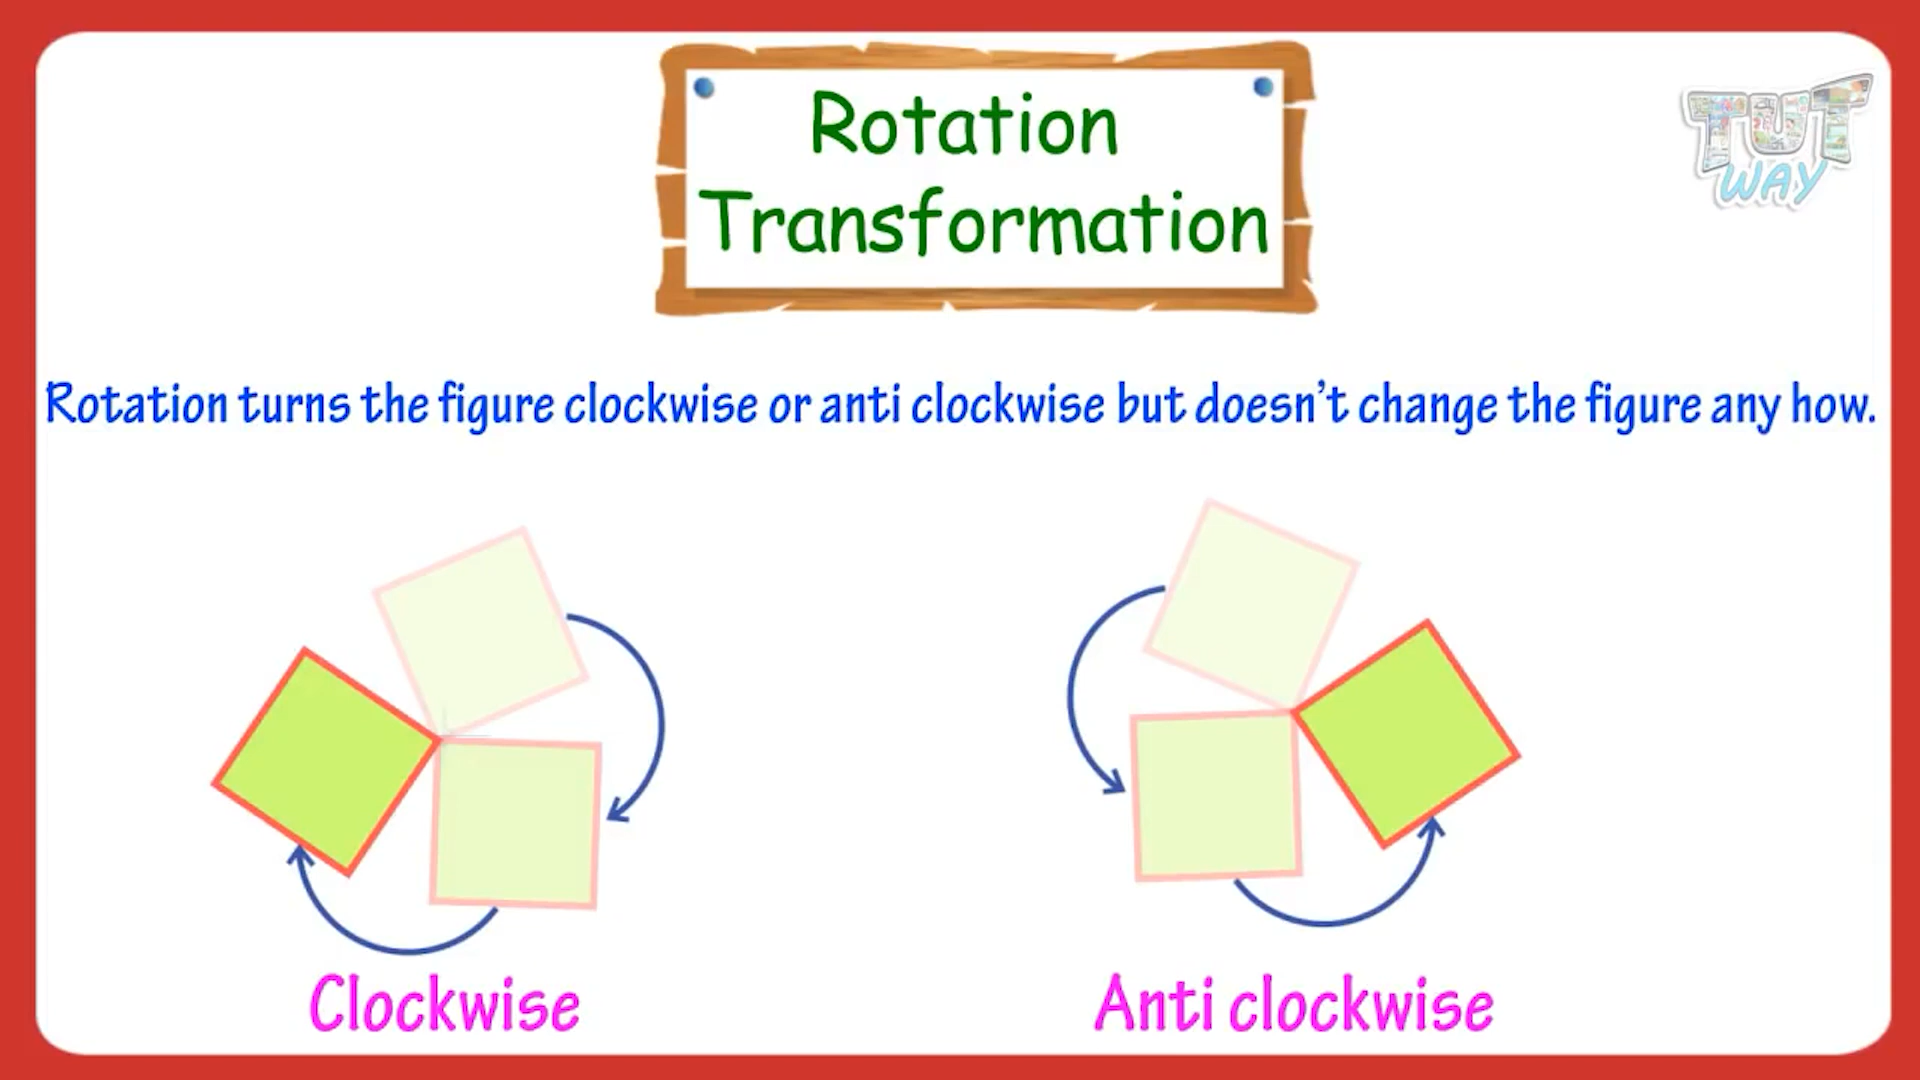 Rotation
Transformation
TUT
WAY
Rotation turns the figure clockwise or anti clockwise but doesn't change the figure any how.
Clockwise
Anti clockwise